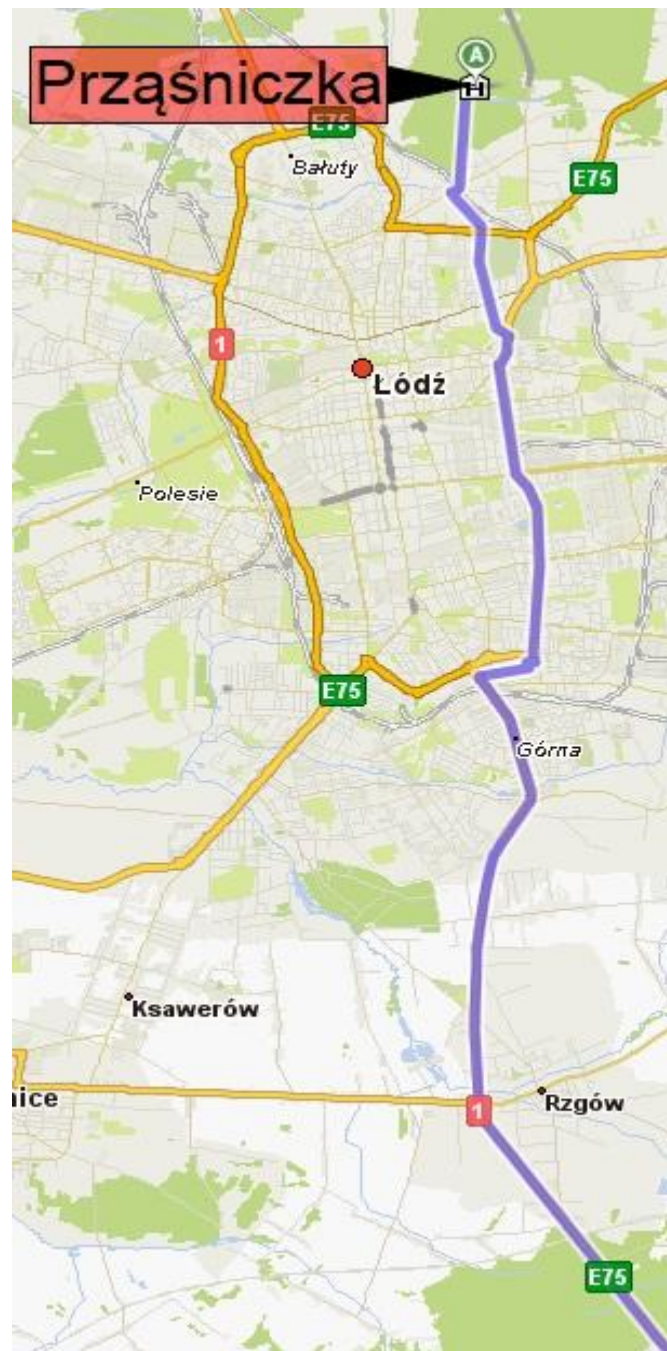 A
Prząśniczka
E75
Bałuty
E75
1
Łódź
Polesie
E75
Górna
Ksawerów
nice
1
Rzgów
E75